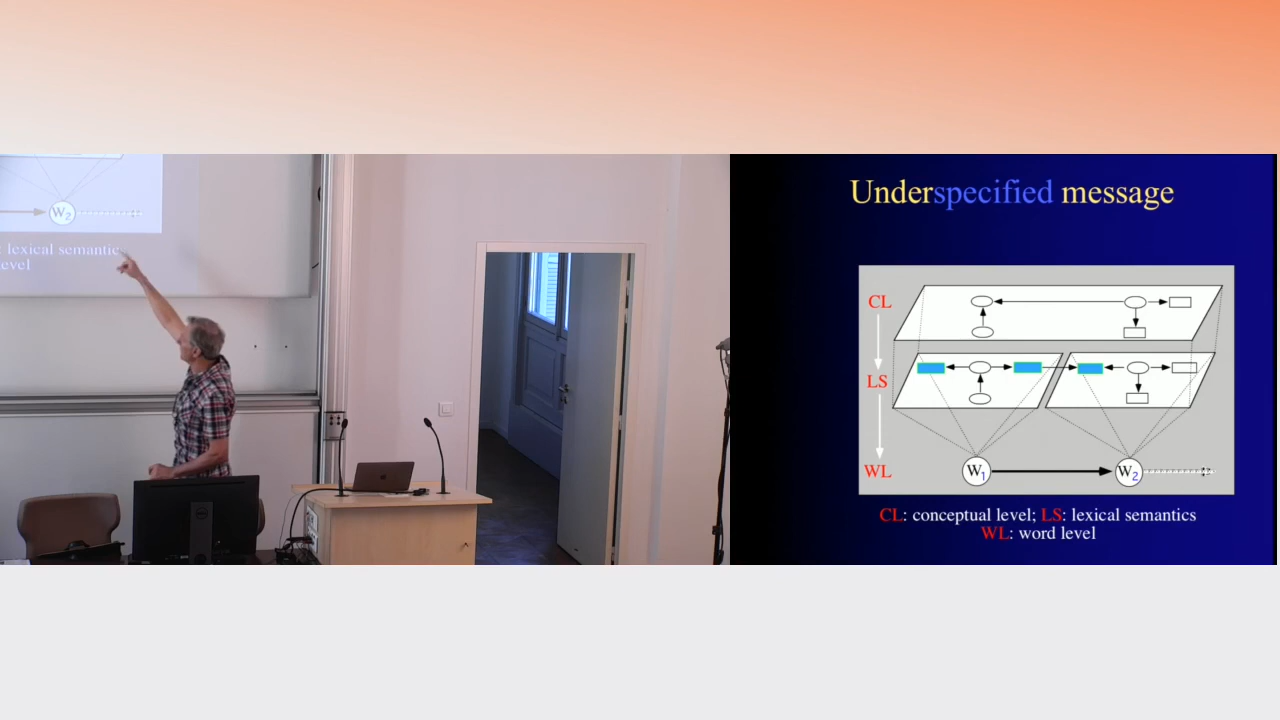 W2
lexical semantic
evel
Underspecified message
CL
LS
WL
W1
W2
CL: conceptual level; LS: lexical semantics
WL: word level